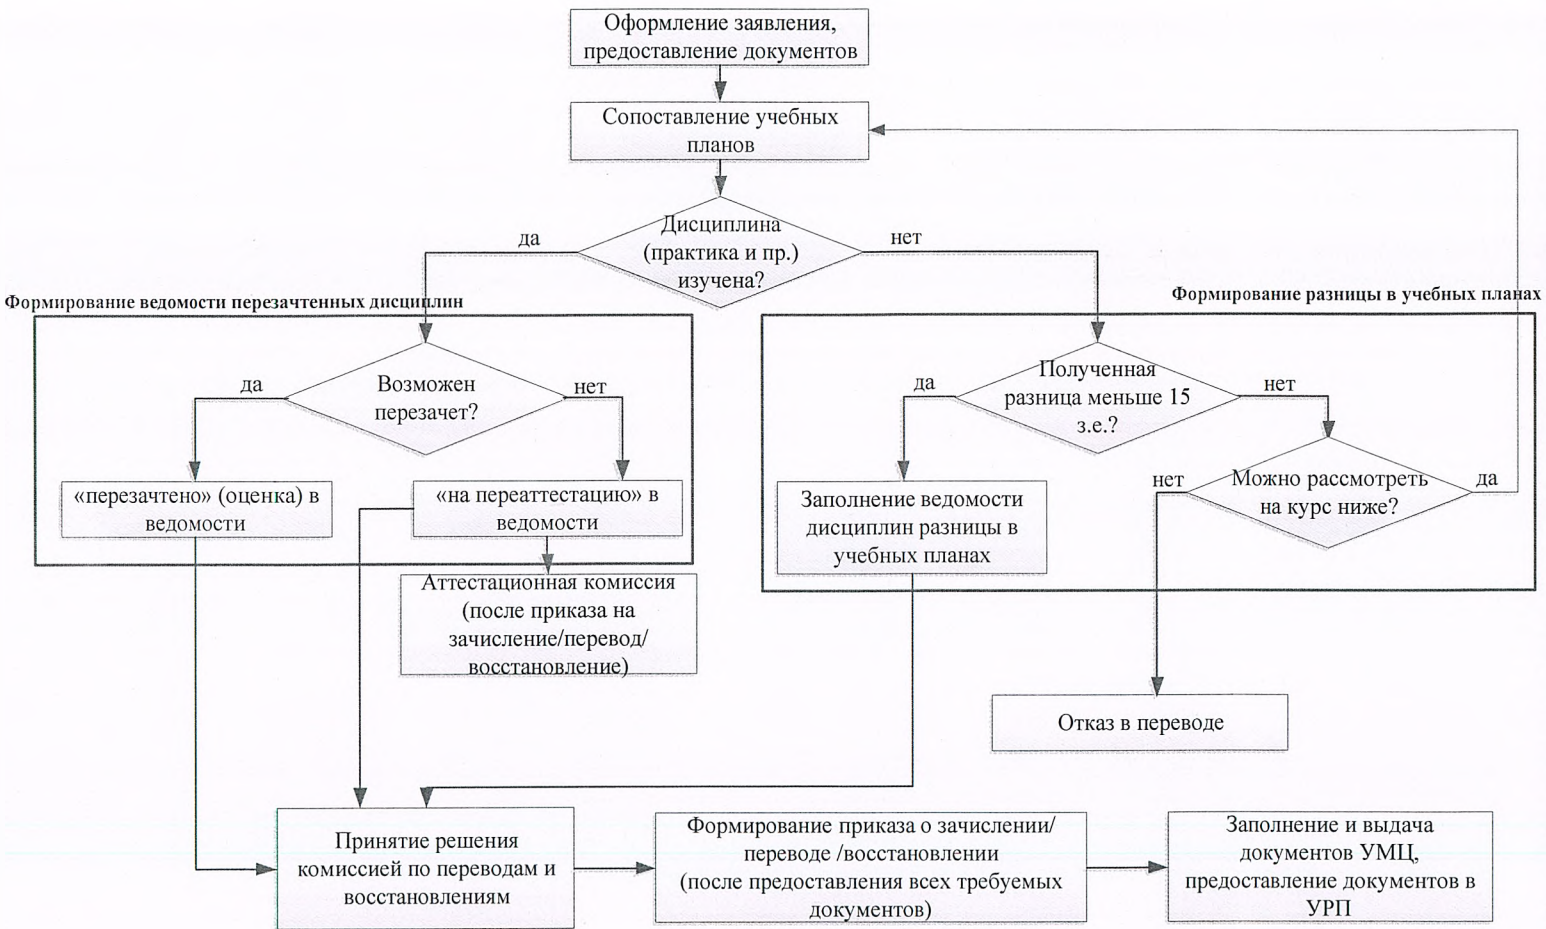 Оформление заявления,
предоставление документов
Сопоставление учебных
планов
Дисциплина
(практика и пр.)
изучена?
да
нет
Формирование ведомости перезачтенных дисциплин
Формирование разницы в учебных планах
Возможен
перезачет?
да
нет
Полученная
разница меньше 15
з.е.?
да
нет
«перезачтено» (оценка) в
ведомости
«на переаттестацию» в
ведомости
Заполнение ведомости
дисциплин разницы в
учебных планах
Можно рассмотреть
на курс ниже?
нет
да
Аттестационная комиссия
(после приказа на
зачисление/перевод/
восстановление)
Отказ в переводе
Принятие решения
комиссией по переводам и
восстановлениям
Формирование приказа о зачислении/
переводе /восстановлении
(после предоставления всех требуемых
документов)
Заполнение и выдача
документов УМЦ,
предоставление документов в
УРП